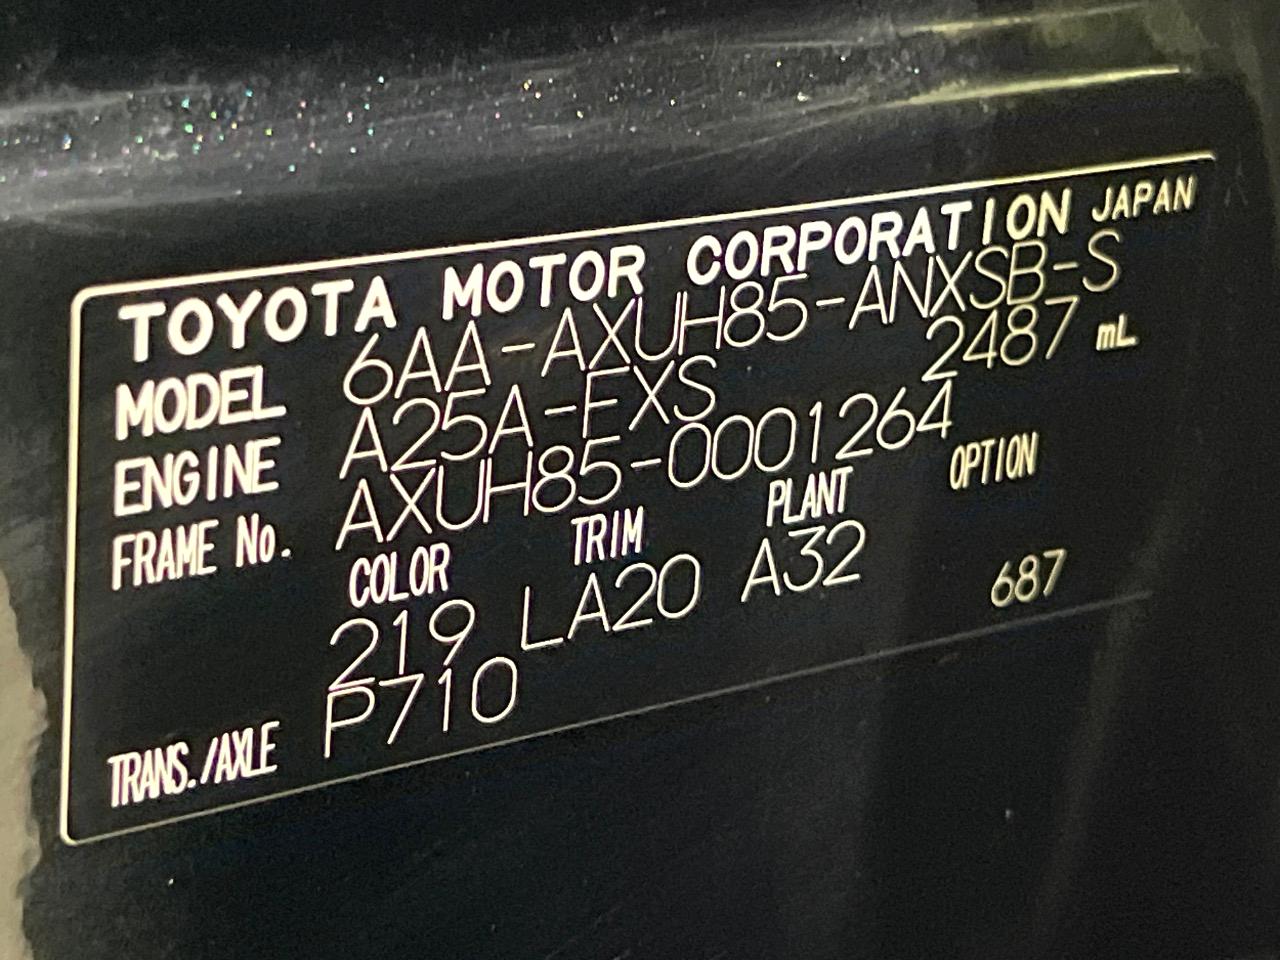 TOYOTA MOTOR CORPORATION JAPAN
MODEL 6AA-AXUH85-ANXSB-S
ENGINE A25A-FXS 2487 mL
FRAME No. AXUH85-0001264
COLOR TRIM PLANT OPTION
219 LA20 A32 687
TRANS./AXLE P710